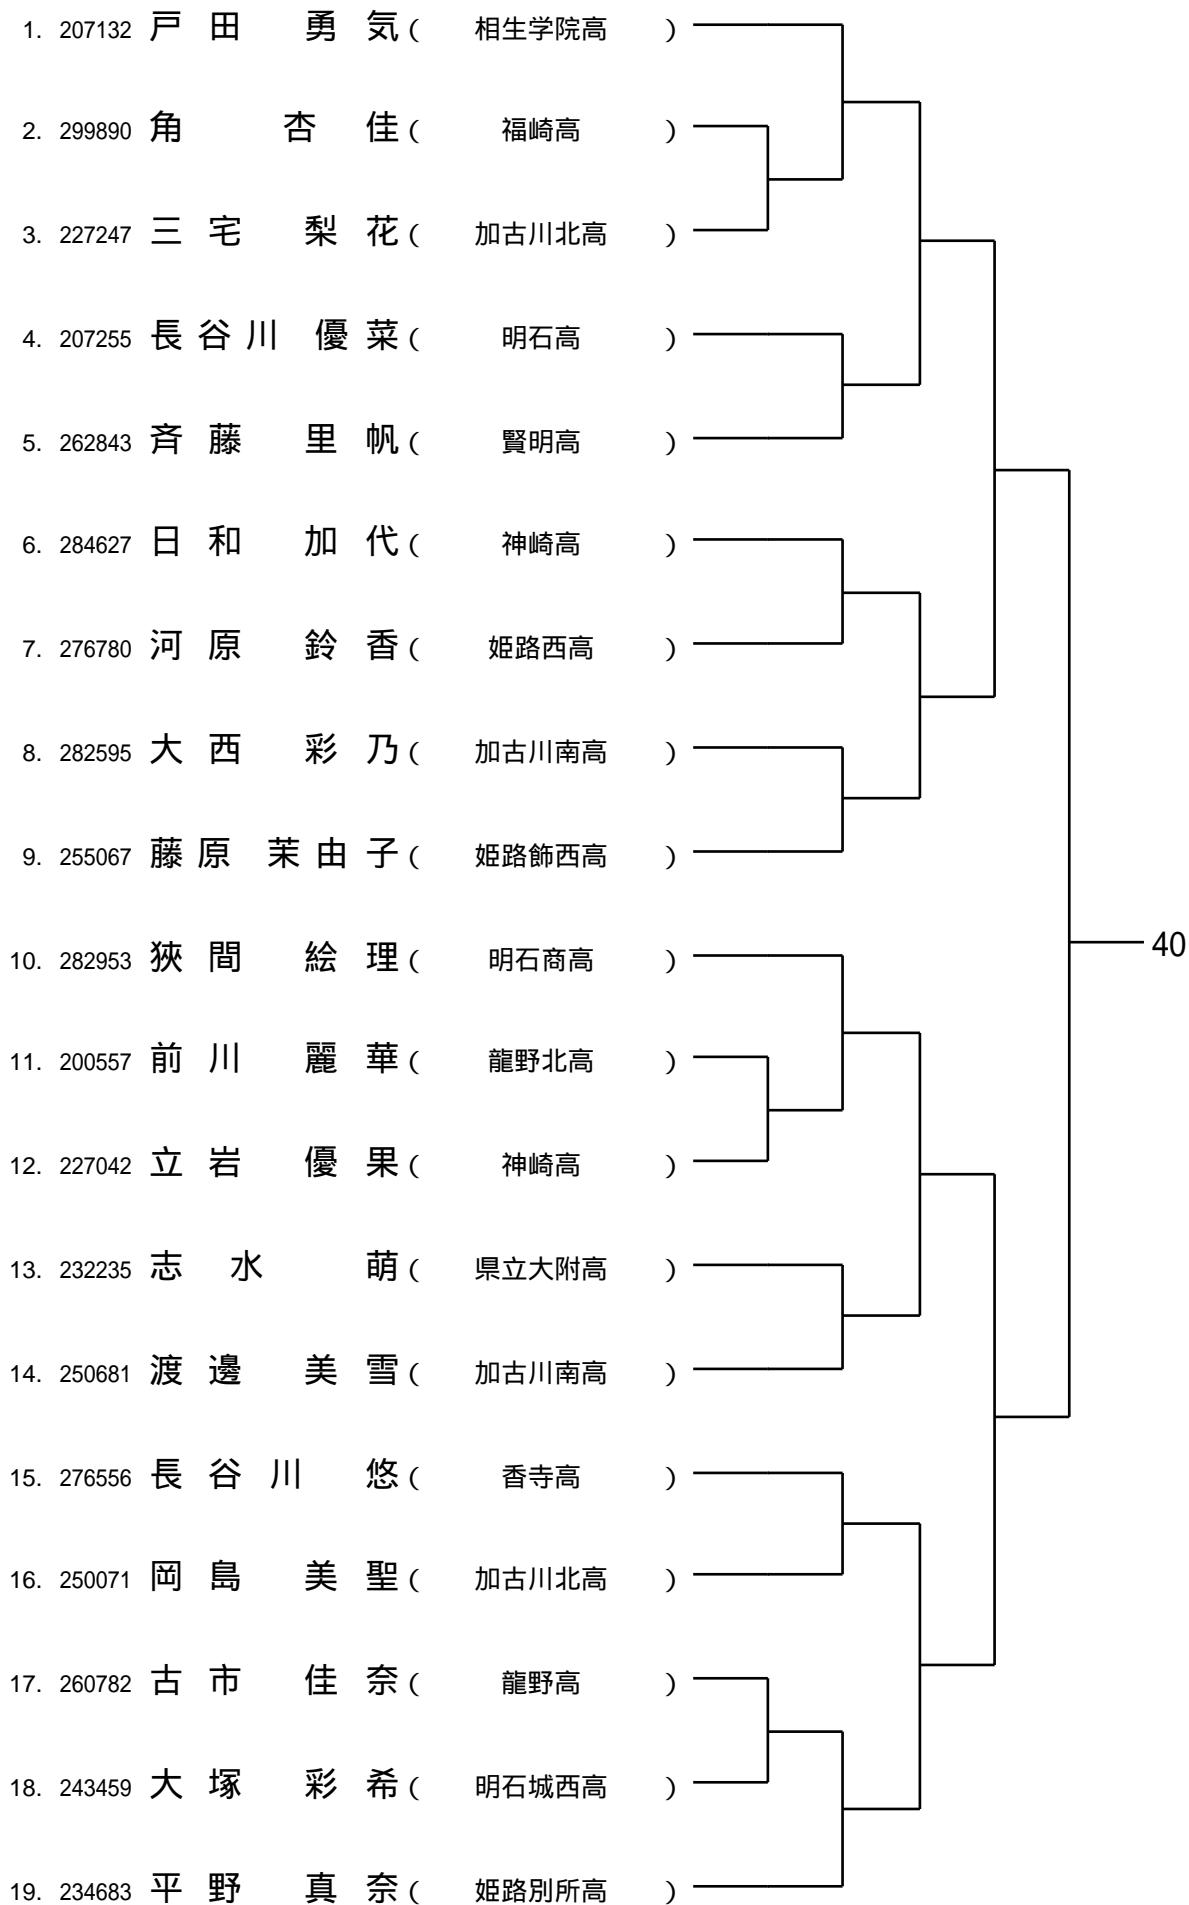 1. 207132 戸田 勇気 ( 相生学院高 )
2. 299890 角 杏佳 ( 福崎高 )
3. 227247 三宅 梨花 ( 加古川北高 )
4. 207255 長谷川 優菜 ( 明石高 )
5. 262843 斉藤 里帆 ( 賢明高 )
6. 284627 日和 加代 ( 神崎高 )
7. 276780 河原 鈴香 ( 姫路西高 )
8. 282595 大西 彩乃 ( 加古川南高 )
9. 255067 藤原 茉由子 ( 姫路飾西高 )
10. 282953 狹間 絵理 ( 明石商高 )
40
11. 200557 前川 麗華 ( 龍野北高 )
12. 227042 立岩 優果 ( 神崎高 )
13. 232235 志水 萌 ( 県立大附高 )
14. 250681 渡邊 美雪 ( 加古川南高 )
15. 276556 長谷川 悠 ( 香寺高 )
16. 250071 岡島 美聖 ( 加古川北高 )
17. 260782 古市 佳奈 ( 龍野高 )
18. 243459 大塚 彩希 ( 明石城西高 )
19. 234683 平野 真奈 ( 姫路別所高 )